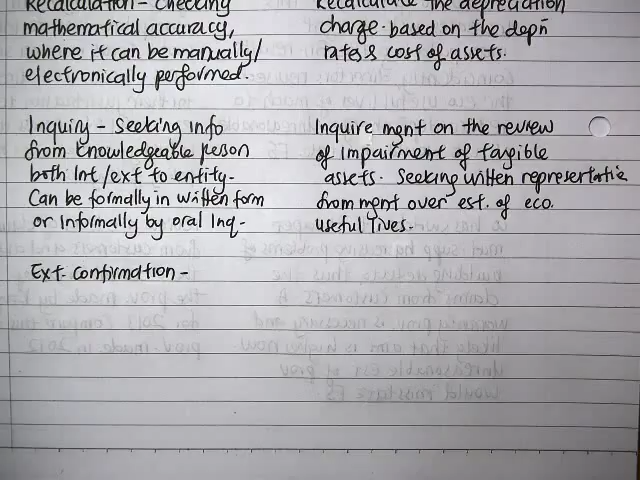 Recalculation - Checking
mathematical accuracy,
where it can be manually/
electronically performed.
Inquiry - Seeking info
from knowledgeable person
both int/ext to entity.
Can be formally in written form
or informally by oral inq.
Ext. confirmation -
Recalculate the depreciation
charge based on the depn
rates & cost of assets.
Inquire mgnt on the review
of impairment of tangible
assets. Seeking written representatio
from mgnt over est. of eco.
useful lives.